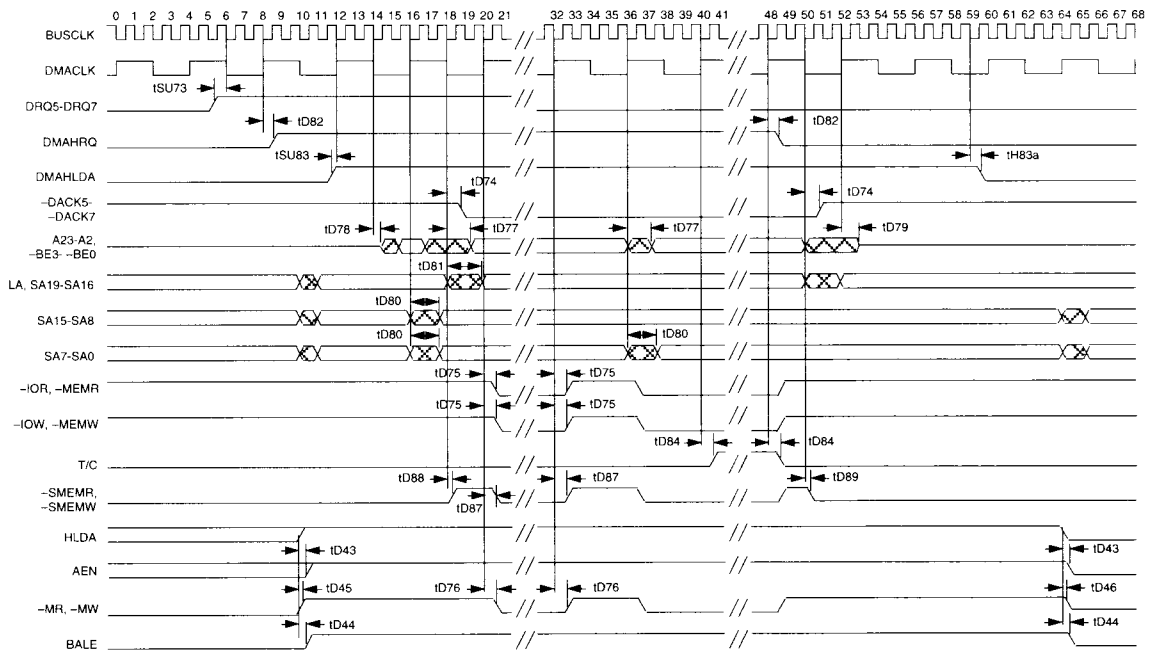 0 1 2 3 4 5 6 7 8 9 10 11 12 13 14 15 16 17 18 19 20 21 32 33 34 35 36 37 38 39 40 41 48 49 50 51 52 53 54 55 56 57 58 59 60 61 62 63 64 65 66 67 68
BUSCLK
DMACLK
tSU73
DRQ5-DRQ7
tD82 tD82
DMAHRQ
tSU83 tH83a
DMAHLDA
tD74 tD74
–DACK5-
–DACK7
tD78 tD77 tD77 tD79
A23-A2,
–BE3- –BE0
tD81
LA, SA19-SA16
tD80
SA15-SA8
tD80 tD80
SA7-SA0
tD75 tD75
–IOR, –MEMR
tD75 tD75
–IOW, –MEMW
tD84 tD84
T/C
tD88 tD87 tD89
–SMEMR,
–SMEMW
tD87
HLDA
tD43 tD43
AEN
tD45 tD76 tD76 tD46
–MR, –MW
tD44 tD44
BALE